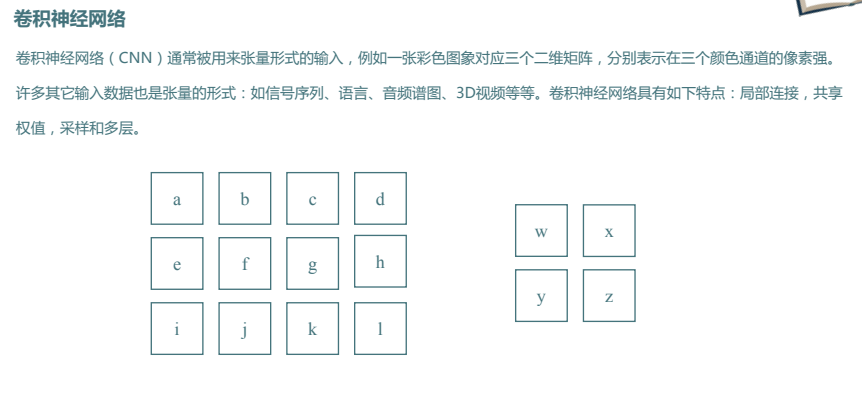 卷积神经网络
卷积神经网络（CNN）通常被用来张量形式的输入，例如一张彩色图象对应三个二维矩阵，分别表示在三个颜色通道的像素强。
许多其它输入数据也是张量的形式：如信号序列、语言、音频谱图、3D视频等等。卷积神经网络具有如下特点：局部连接，共享
权值，采样和多层。
a b c d
w x
e f g h
y z
i j k l